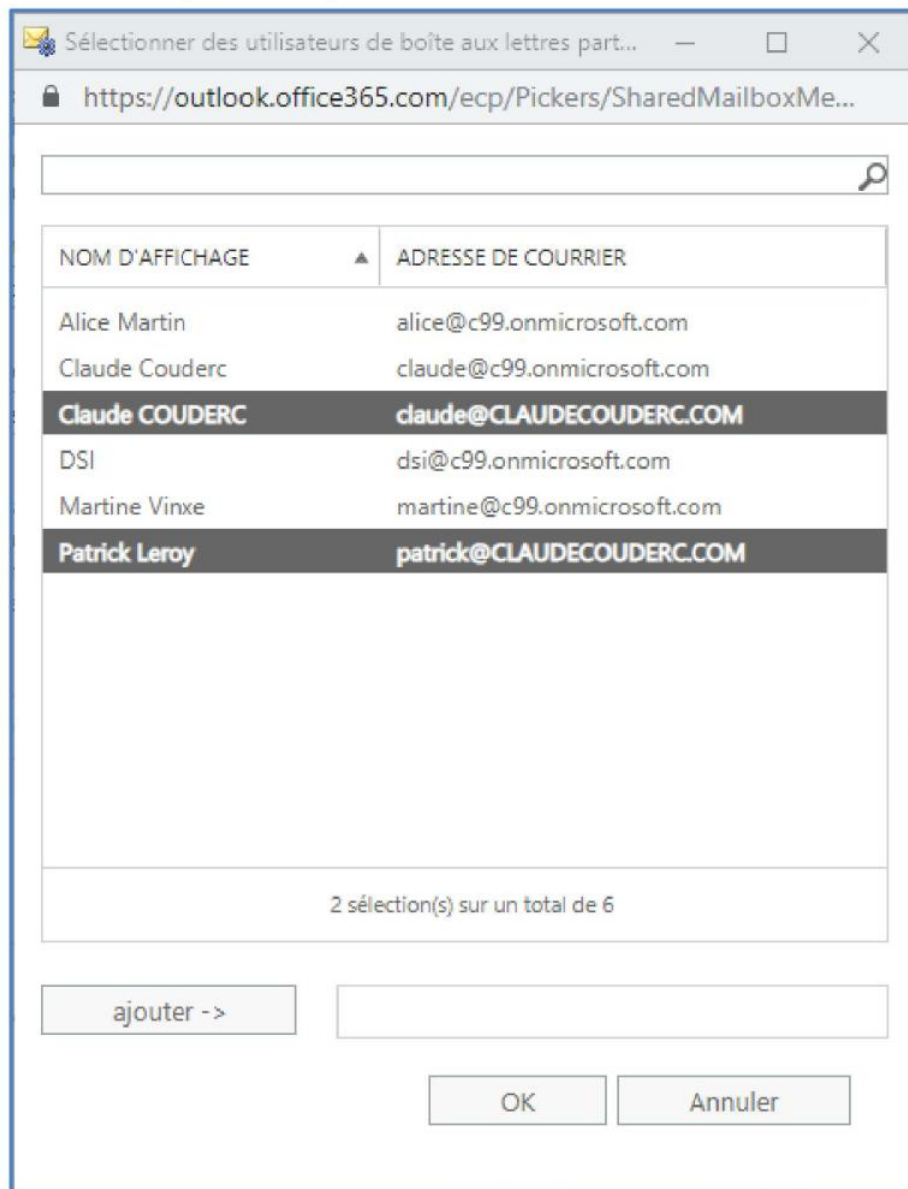 Sélectionner des utilisateurs de boîte aux lettres part...
https://outlook.office365.com/ecp/Pickers/SharedMailboxMe...
NOM D'AFFICHAGE ADRESSE DE COURRIER
Alice Martin alice@c99.onmicrosoft.com
Claude Couderc claude@c99.onmicrosoft.com
Claude COUDERC claude@CLAUDECOUDERC.COM
DSI dsi@c99.onmicrosoft.com
Martine Vinxe martine@c99.onmicrosoft.com
Patrick Leroy patrick@CLAUDECOUDERC.COM
2 sélection(s) sur un total de 6
ajouter ->
OK Annuler